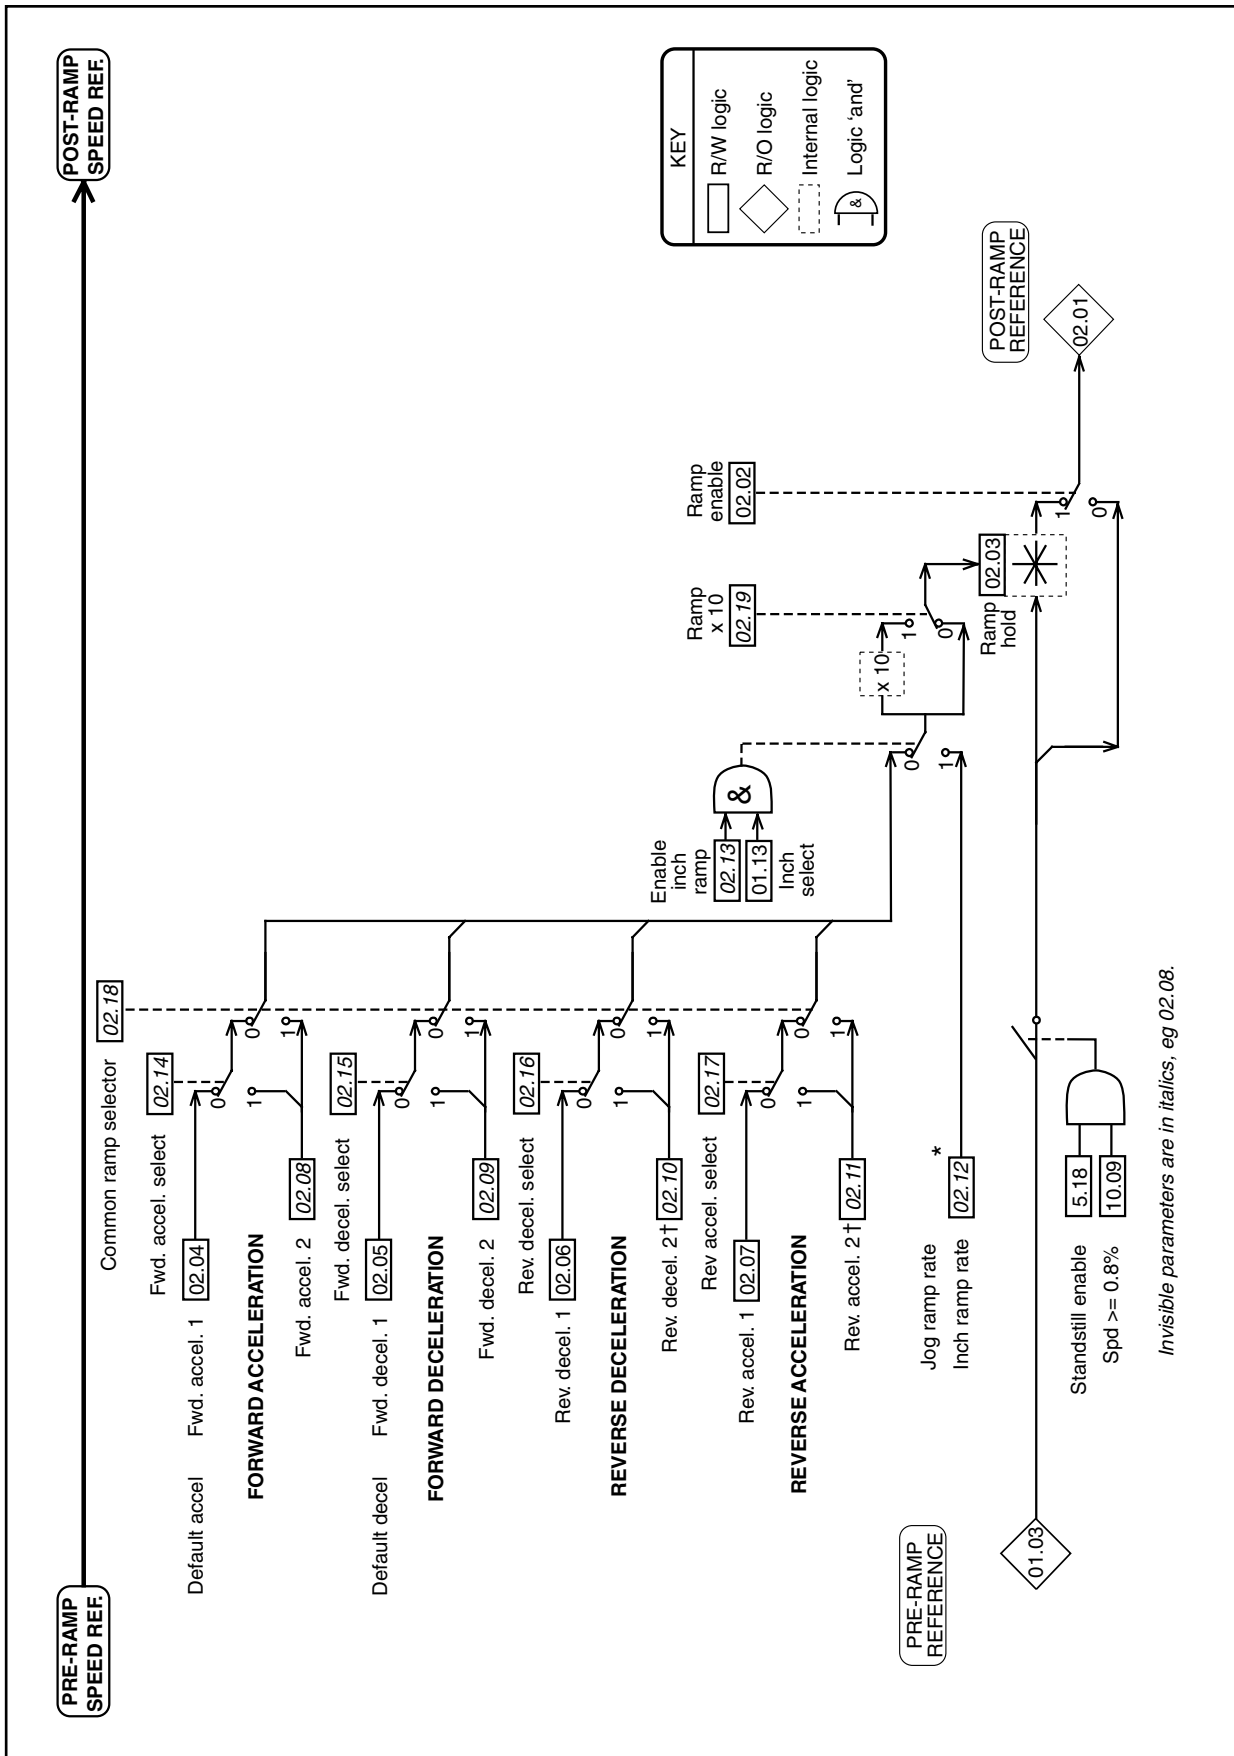 PRE-RAMP
SPEED REF.
POST-RAMP
SPEED REF.
Common ramp selector
02.18
Fwd. accel. select
02.14
Default accel
Fwd. accel. 1
02.04
0
1
0
1
FORWARD ACCELERATION
Fwd. accel. 2
02.08
Fwd. decel. select
02.15
Default decel
Fwd. decel. 1
02.05
0
1
0
1
FORWARD DECELERATION
Fwd. decel. 2
02.09
Rev. decel. select
02.16
Rev. decel. 1
02.06
0
1
0
1
REVERSE DECELERATION
Rev. decel. 2†
02.10
Rev accel. select
02.17
Rev. accel. 1
02.07
0
1
0
1
REVERSE ACCELERATION
Rev. accel. 2†
02.11
Enable
inch
ramp
02.13
01.13
Inch
select
&
0
1
Jog ramp rate
Inch ramp rate
02.12
*
Ramp
x 10
02.19
x 10
1
0
Ramp
enable
02.02
Ramp
hold
02.03
1
0
PRE-RAMP
REFERENCE
01.03
POST-RAMP
REFERENCE
02.01
Standstill enable
5.18
Spd >= 0.8%
10.09
Invisible parameters are in italics, eg 02.08.
KEY
R/W logic
R/O logic
Internal logic
&
Logic 'and'